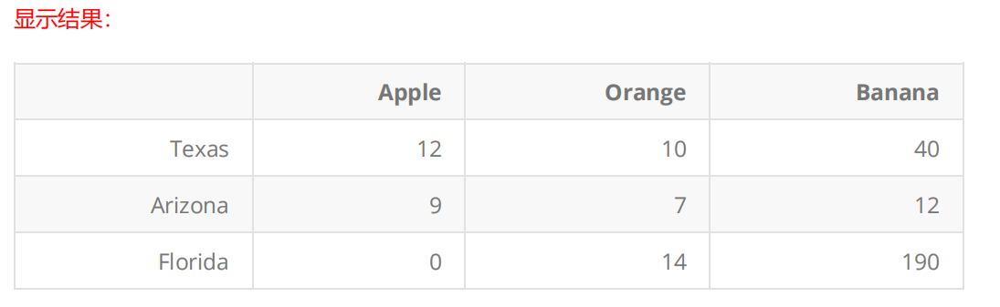 显示结果：
Apple Orange Banana
Texas 12 10 40
Arizona 9 7 12
Florida 0 14 190